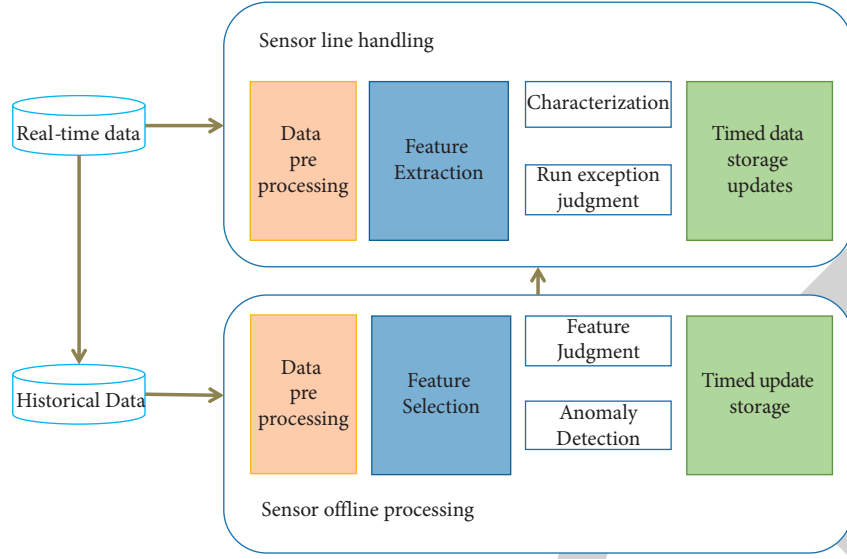 Sensor line handling
Real-time data
Data
pre
processing
Feature
Extraction
Characterization
Run exception
judgment
Timed data
storage
updates
Historical Data
Data
pre
processing
Feature
Selection
Feature
Judgment
Anomaly
Detection
Timed update
storage
Sensor offline processing